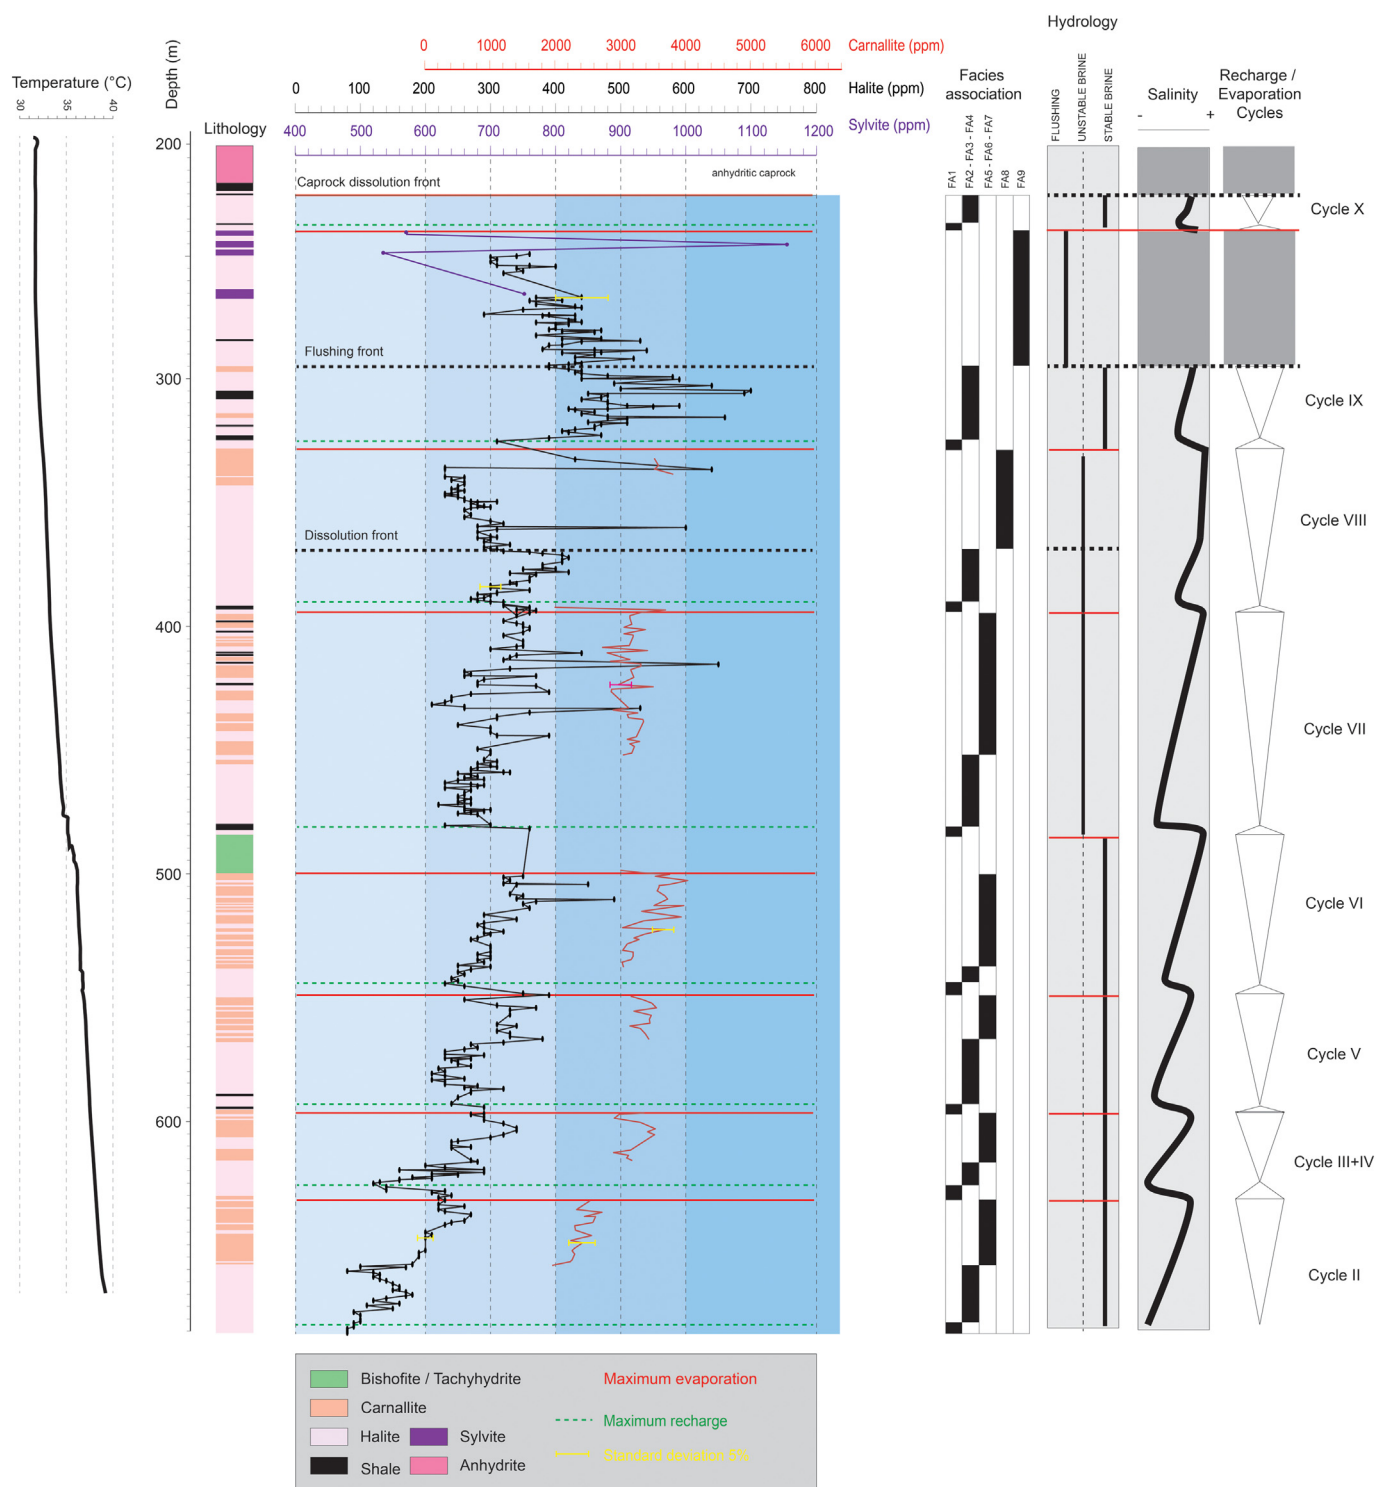 Hydrology
0 1000 2000 3000 4000 5000 6000 Carnallite (ppm)
Temperature (°C)
30 35 40
Depth (m)
Lithology
0 100 200 300 400 500 600 700 800 Halite (ppm)
400 500 600 700 800 900 1000 1100 1200 Sylvite (ppm)
Facies
association
FA1
FA2 - FA3 - FA4
FA5 - FA6 - FA7
FA8
FA9
FLUSHING
UNSTABLE BRINE
STABLE BRINE
Salinity
- +
Recharge /
Evaporation
Cycles
200
anhydritic caprock
Caprock dissolution front
Cycle X
Flushing front
300
Cycle IX
Dissolution front
Cycle VIII
400
Cycle VII
500
Cycle VI
Cycle V
600
Cycle III+IV
Cycle II
Bishofite / Tachyhydrite
Carnallite
Halite
Shale
Sylvite
Anhydrite
Maximum evaporation
Maximum recharge
Standard deviation 5%